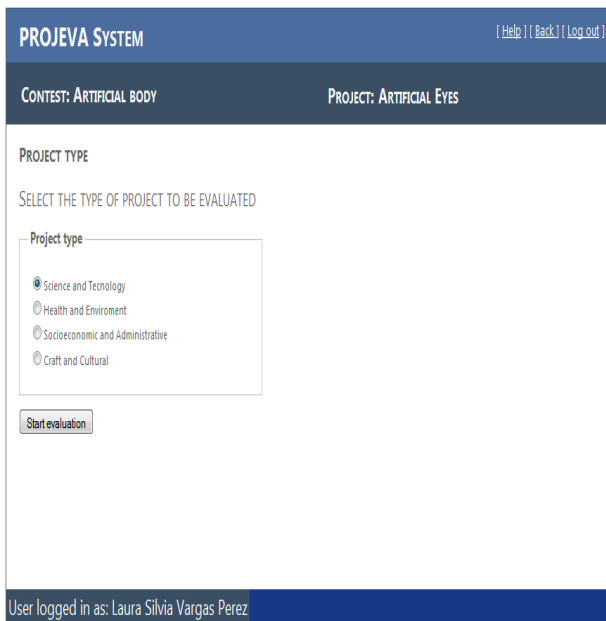 PROJEVA SYSTEM
[ Help ] [ Back ] [ Log out ]
CONTEST: ARTIFICIAL BODY
PROJECT: ARTIFICIAL EYES
PROJECT TYPE
SELECT THE TYPE OF PROJECT TO BE EVALUATED
Project type
Science and Tecnology
Health and Enviroment
Socioeconomic and Administrative
Craft and Cultural
Start evaluation
User logged in as: Laura Silvia Vargas Perez